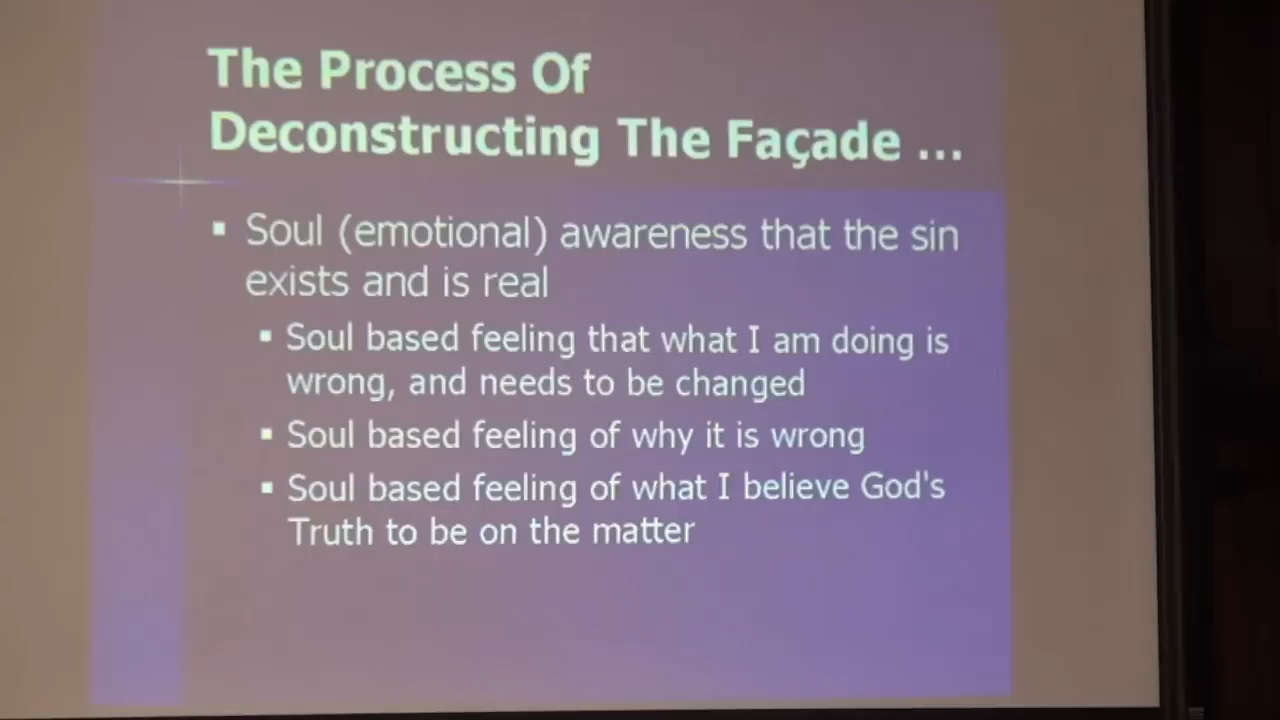 The Process Of
Deconstructing The Façade ...
▪ Soul (emotional) awareness that the sin
exists and is real
▪ Soul based feeling that what I am doing is
wrong, and needs to be changed
▪ Soul based feeling of why it is wrong
▪ Soul based feeling of what I believe God's
Truth to be on the matter